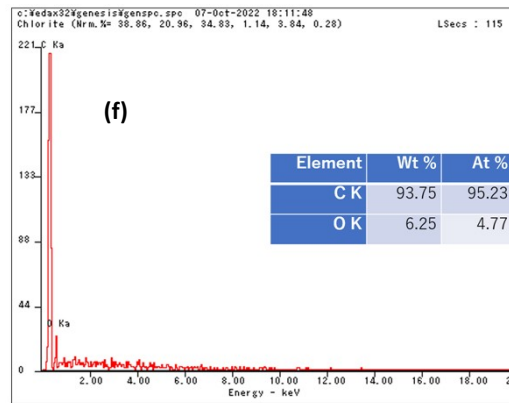 c:¥edax32¥genesis¥genspc.spc 07-Oct-2022 18:11:48
Chlorite (Nrm.%= 38.86, 20.96, 34.83, 1.14, 3.84, 0.28) LSecs : 115
221
C Ka
(f)
177
Element Wt % At %
133
C K 93.75 95.23
O K 6.25 4.77
88
44
O Ka
0
2.00 4.00 6.00 8.00 10.00 12.00 14.00 16.00 18.00
Energy - keV